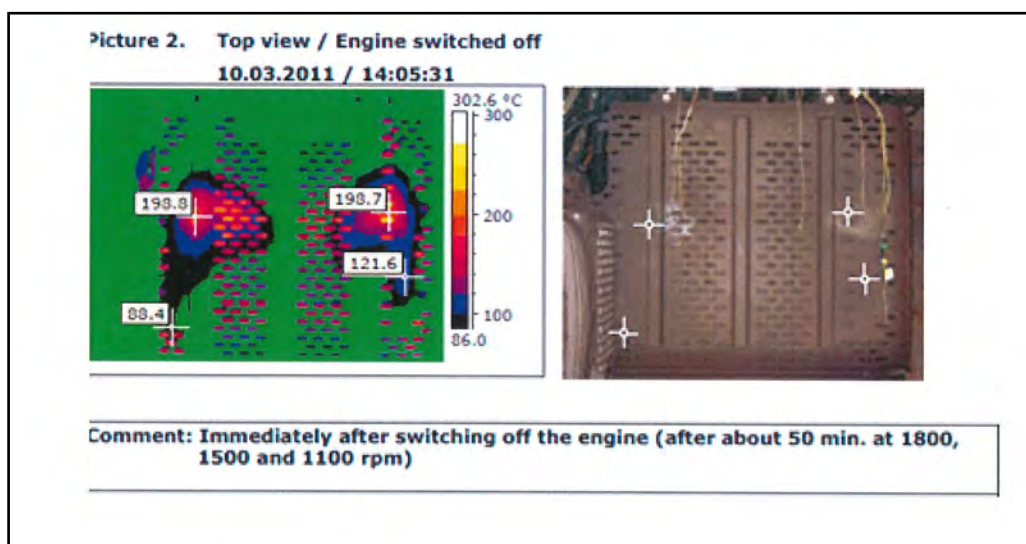 Picture 2. Top view / Engine switched off
10.03.2011 / 14:05:31
302.6 °C
300
198.8
198.7
200
121.6
88.4
100
86.0
Comment: Immediately after switching off the engine (after about 50 min. at 1800,
1500 and 1100 rpm)